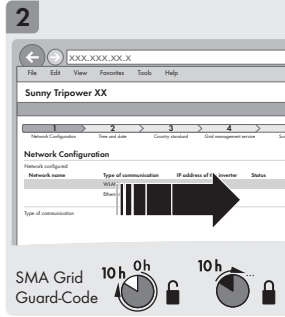 2
XXX.XXX.XX.X
File Edit View Favorites Tools Help
Sunny Tripower XX
1 2 3 4
Network Configuration Time and date Country standard Grid management service
Network Configuration
Network configured
Network name Type of communication IP address of the inverter Status
WLAN
Type of communication
SMA Grid
Guard-Code
10 h 0h
10 h